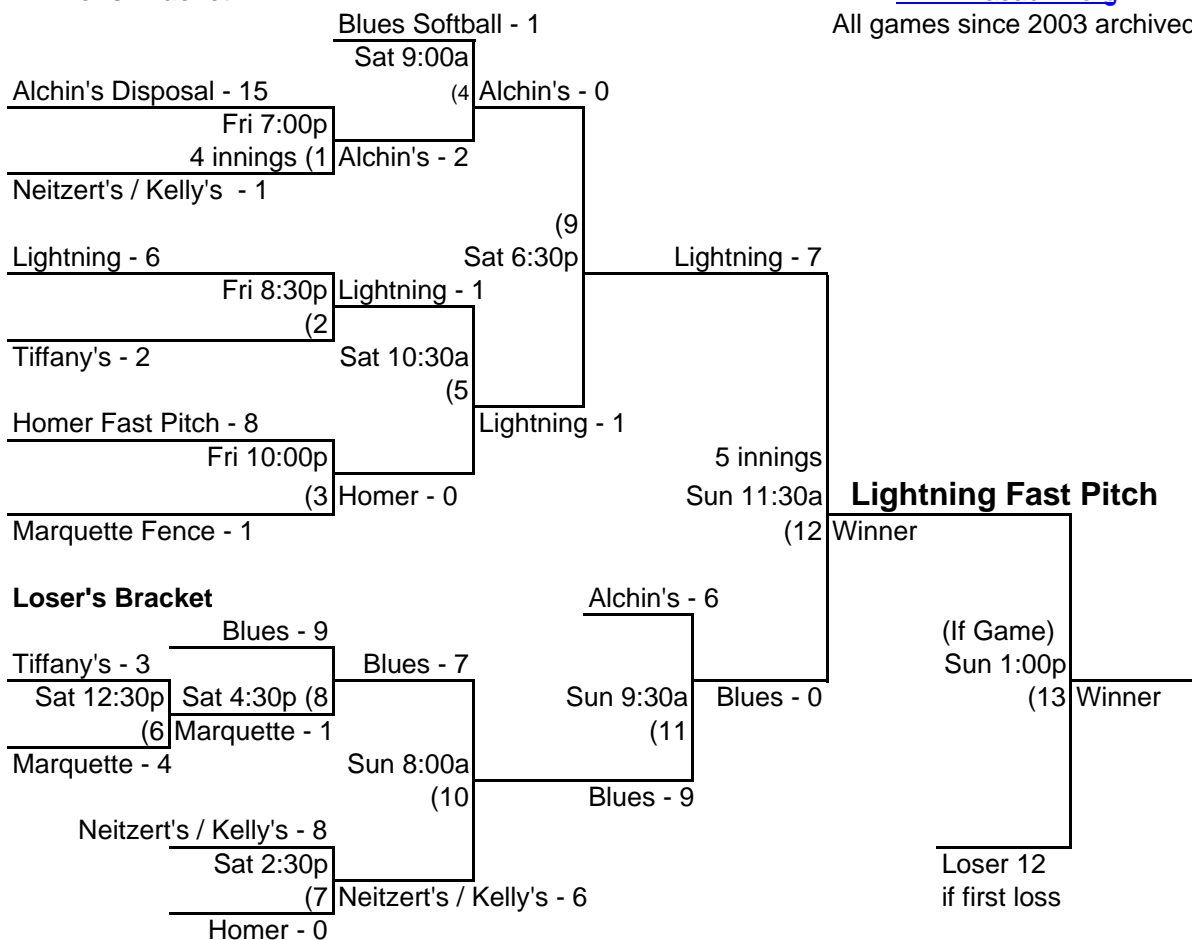 Blues Softball - 1
All games since 2003 archived
Sat 9:00a
Alchin's Disposal - 15
(4
Alchin's - 0
Fri 7:00p
4 innings (1
Alchin's - 2
Neitzert's / Kelly's - 1
(9
Lightning - 6
Sat 6:30p
Lightning - 7
Fri 8:30p
Lightning - 1
(2
Tiffany's - 2
Sat 10:30a
(5
Homer Fast Pitch - 8
Lightning - 1
Fri 10:00p
5 innings
(3
Homer - 0
Sun 11:30a
Lightning Fast Pitch
Marquette Fence - 1
(12
Winner
Loser's Bracket
Alchin's - 6
Blues - 9
(If Game)
Tiffany's - 3
Blues - 7
Sun 1:00p
Sat 12:30p
Sat 4:30p (8
Sun 9:30a
Blues - 0
(13
Winner
(6
Marquette - 1
(11
Marquette - 4
Sun 8:00a
(10
Blues - 9
Neitzert's / Kelly's - 8
Sat 2:30p
Loser 12
(7
Neitzert's / Kelly's - 6
if first loss
Homer - 0